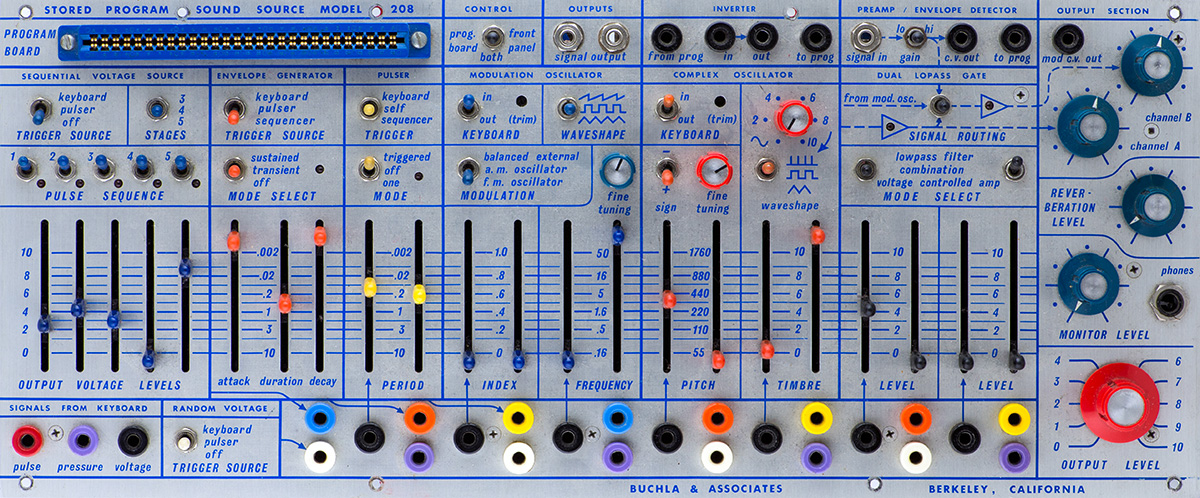 STORED PROGRAM SOUND SOURCE MODEL 208
PROGRAM
BOARD
CONTROL
prog.
board
front
panel
both
OUTPUTS
signal output
INVERTER
from prog
in
out
to prog
PREAMP / ENVELOPE DETECTOR
signal in
lo hi
gain
c.v. out
to prog
OUTPUT SECTION
mod c.v. out
SEQUENTIAL VOLTAGE SOURCE
keyboard
pulser
off
TRIGGER SOURCE
3
4
5
STAGES
1 2 3 4 5
PULSE SEQUENCE
10
8
6
4
2
0
OUTPUT VOLTAGE LEVELS
ENVELOPE GENERATOR
keyboard
pulser
sequencer
TRIGGER SOURCE
sustained
transient
off
MODE SELECT
.002
.02
.2
1
3
10
attack duration decay
PULSER
keyboard
self
sequencer
TRIGGER
triggered
off
one
MODE
.002
.02
.2
1
3
10
PERIOD
MODULATION OSCILLATOR
in
out (trim)
KEYBOARD
WAVESHAPE
balanced external
a.m. oscillator
f.m. oscillator
MODULATION
fine
tuning
1.0
.8
.6
.4
.2
0
INDEX
50
16
5
1.6
.5
.16
FREQUENCY
COMPLEX OSCILLATOR
in
out (trim)
KEYBOARD
- +
sign
fine
tuning
4 6
2 8
10
waveshape
1760
880
440
220
110
55
PITCH
10
8
6
4
2
0
TIMBRE
DUAL LOPASS GATE
from mod. osc.
SIGNAL ROUTING
lowpass filter
combination
voltage controlled amp
MODE SELECT
10
8
6
4
2
0
LEVEL
10
8
6
4
2
0
LEVEL
channel B
channel A
REVER-
BERATION
LEVEL
phones
MONITOR LEVEL
4 6
3 7
2 8
1 9
0 10
OUTPUT LEVEL
SIGNALS FROM KEYBOARD
pulse pressure voltage
RANDOM VOLTAGE
keyboard
pulser
off
TRIGGER SOURCE
BUCHLA & ASSOCIATES
BERKELEY, CALIFORNIA